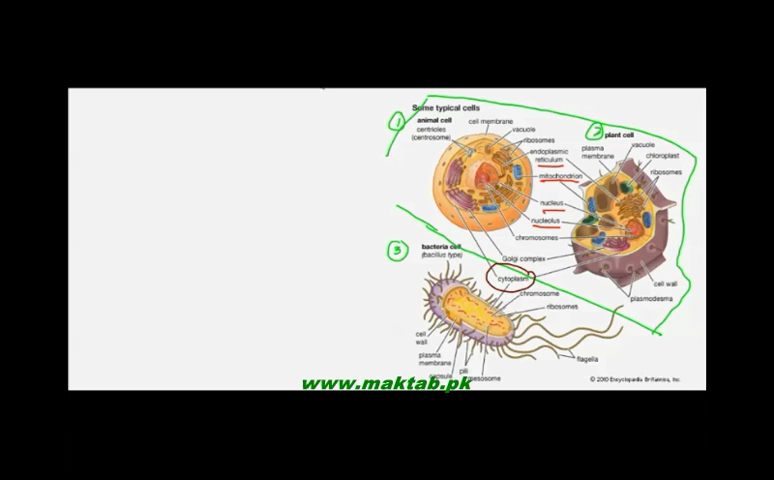 Some typical cells
1
animal cell
centrioles
(centrosome)
cell membrane
vacuole
ribosomes
endoplasmic
reticulum
mitochondrion
nucleus
nucleolus
chromosomes
Golgi complex
cytoplasm
2
plant cell
plasma
membrane
vacuole
chloroplast
ribosomes
cell wall
plasmodesma
3
bacteria cell
(bacillus type)
chromosome
ribosomes
flagella
cell
wall
plasma
membrane
capsule
pili
mesosome
© 2010 Encyclopædia Britannica, Inc.
www.maktab.pk